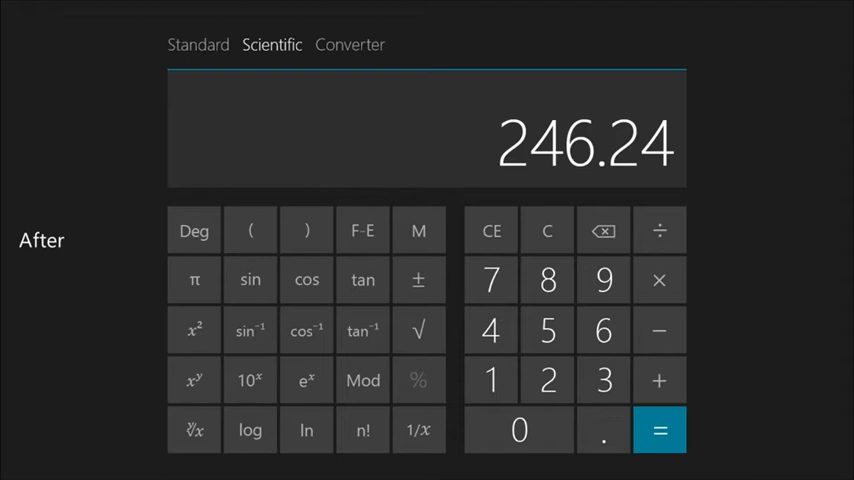 Standard Scientific Converter
246.24
After
Deg ( ) F-E M CE C ⌫ ÷
π sin cos tan ± 7 8 9 ×
x² sin⁻¹ cos⁻¹ tan⁻¹ √ 4 5 6 −
xʸ 10ˣ eˣ Mod % 1 2 3 +
ʸ√x log ln n! 1/x 0 . =